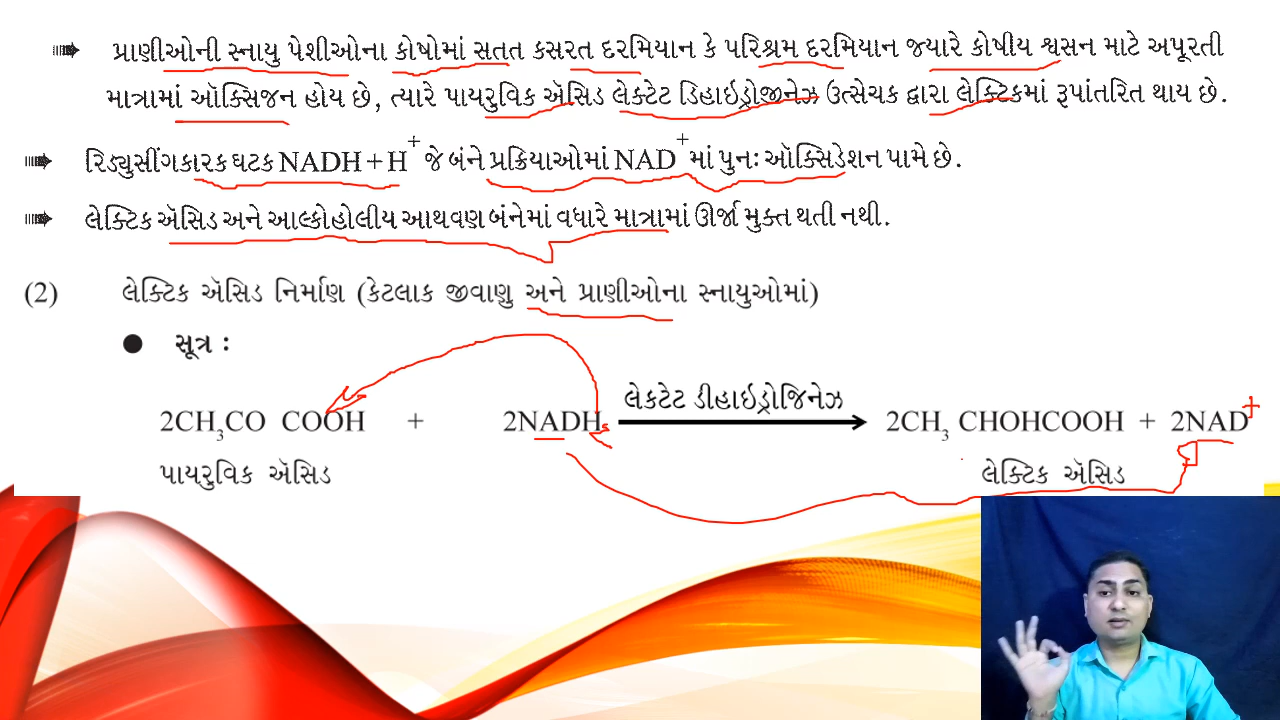 પ્રાણીઓની સ્નાયુ પેશીઓના કોષોમાં સતત કસરત દરમિયાન કે પરિશ્રમ દરમિયાન જ્યારે કોષીય શ્વસન માટે અપૂરતી
માત્રામાં ઑક્સિજન હોય છે, ત્યારે પાયરુવિક ઍસિડ લેક્ટેટ ડિહાઇડ્રોજીનેઝ ઉત્સેચક દ્વારા લેક્ટિકમાં રૂપાંતરિત થાય છે.
રિડ્યુસીંગકારક ઘટક NADH + H⁺ જે બંને પ્રક્રિયાઓમાં NAD⁺માં પુનઃ ઑક્સિડેશન પામે છે.
લેક્ટિક ઍસિડ અને આલ્કોહોલીય આથવણ બંનેમાં વધારે માત્રામાં ઊર્જા મુક્ત થતી નથી.
(2) લેક્ટિક ઍસિડ નિર્માણ (કેટલાક જીવાણુ અને પ્રાણીઓના સ્નાયુઓમાં)
● સૂત્ર :
લેકટેટ ડીહાઇડ્રોજિનેઝ
2CH₃CO COOH + 2NADH 2CH₃ CHOHCOOH + 2NAD⁺
પાયરુવિક ઍસિડ લેક્ટિક ઍસિડ